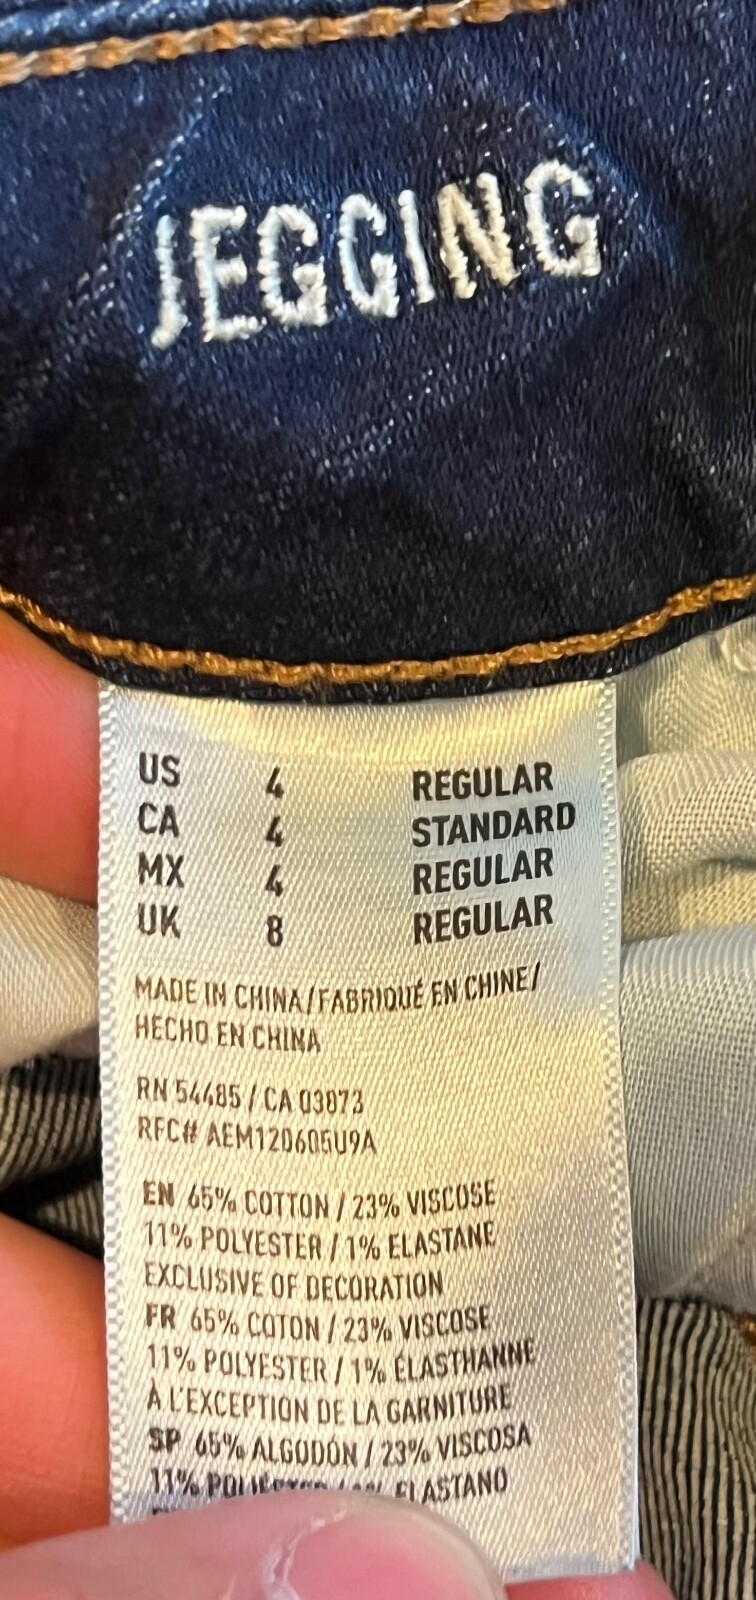 JEGGING
US 4 REGULAR
CA 4 STANDARD
MX 4 REGULAR
UK 8 REGULAR
MADE IN CHINA/FABRIQUÉ EN CHINE/
HECHO EN CHINA
RN 54485 / CA 03873
RFC# AEM120605U9A
EN 65% COTTON / 23% VISCOSE
11% POLYESTER / 1% ELASTANE
EXCLUSIVE OF DECORATION
FR 65% COTON / 23% VISCOSE
11% POLYESTER / 1% ÉLASTHANNE
À L'EXCEPTION DE LA GARNITURE
SP 65% ALGODÓN / 23% VISCOSA
11% ELASTANO